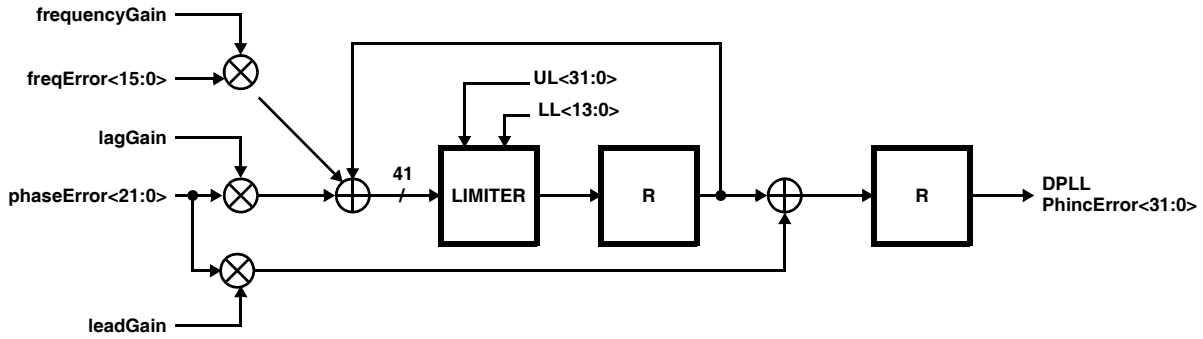 frequencyGain
freqError<15:0>
UL<31:0>
LL<13:0>
lagGain
41
phaseError<21:0>
LIMITER
R
R
DPLL
PhincError<31:0>
leadGain